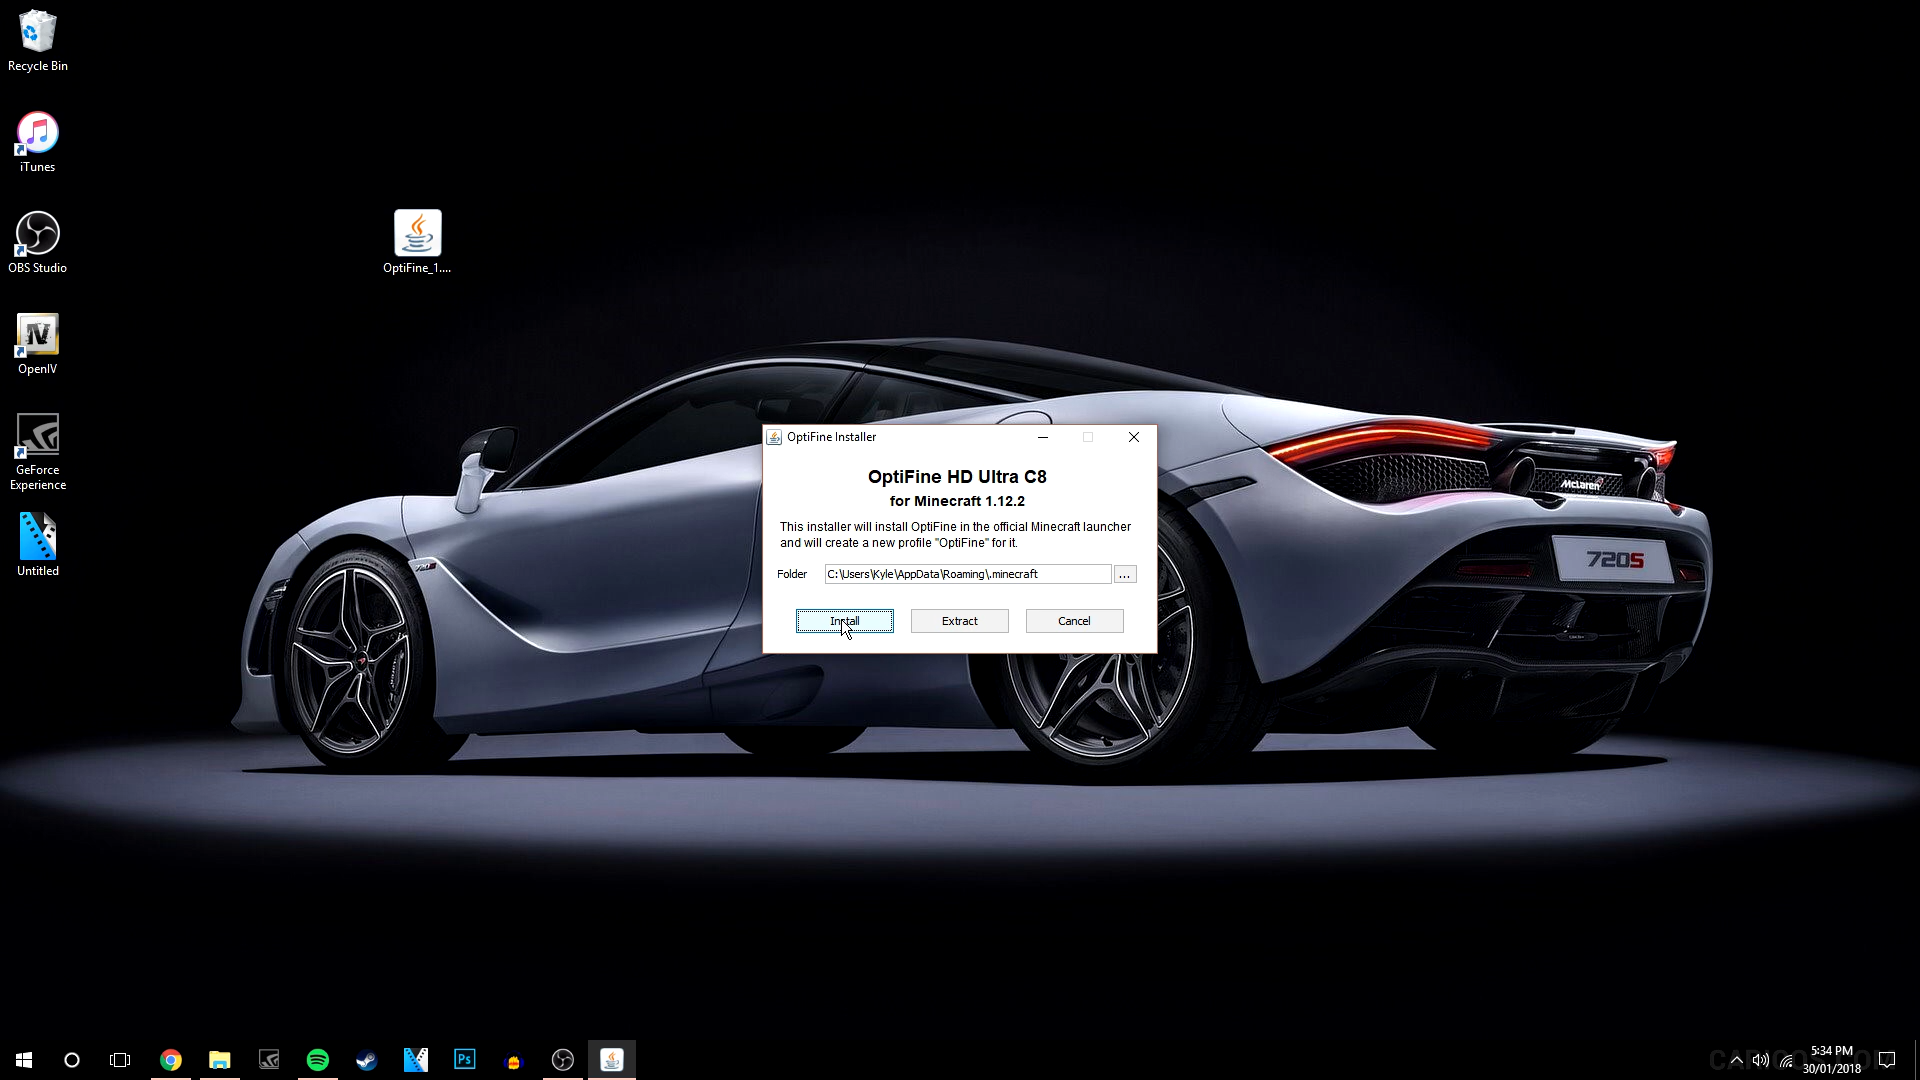 Recycle Bin
iTunes
OBS Studio
OpenIV
GeForce
Experience
Untitled
OptiFine_1....
OptiFine Installer
OptiFine HD Ultra C8
for Minecraft 1.12.2
This installer will install OptiFine in the official Minecraft launcher
and will create a new profile "OptiFine" for it.
Folder
C:\Users\Kyle\AppData\Roaming\.minecraft
...
Install
Extract
Cancel
McLaren
720S
720S
Ps
5:34 PM
30/01/2018